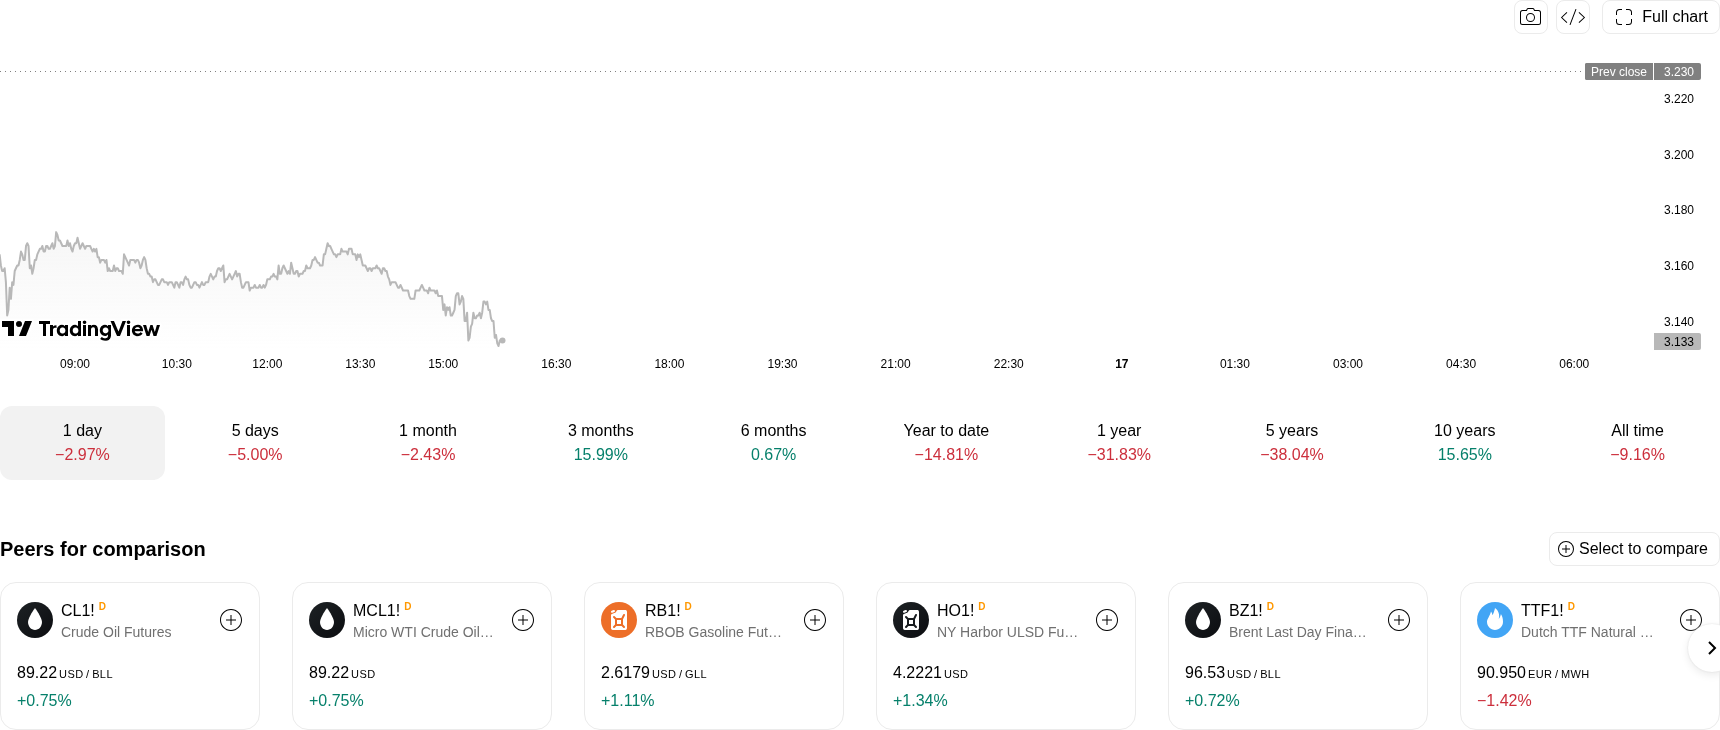 Full chart
Prev close 3.230
3.220
3.200
3.180
3.160
3.140
3.133
TradingView
09:00 10:30 12:00 13:30 15:00 16:30 18:00 19:30 21:00 22:30 17 01:30 03:00 04:30 06:00
1 day 5 days 1 month 3 months 6 months Year to date 1 year 5 years 10 years All time
−2.97% −5.00% −2.43% 15.99% 0.67% −14.81% −31.83% −38.04% 15.65% −9.16%
Peers for comparison
Select to compare
CL1! D
Crude Oil Futures
89.22 USD / BLL
+0.75%
MCL1! D
Micro WTI Crude Oil…
89.22 USD
+0.75%
RB1! D
RBOB Gasoline Fut…
2.6179 USD / GLL
+1.11%
HO1! D
NY Harbor ULSD Fu…
4.2221 USD
+1.34%
BZ1! D
Brent Last Day Fina…
96.53 USD / BLL
+0.72%
TTF1! D
Dutch TTF Natural …
90.950 EUR / MWH
−1.42%